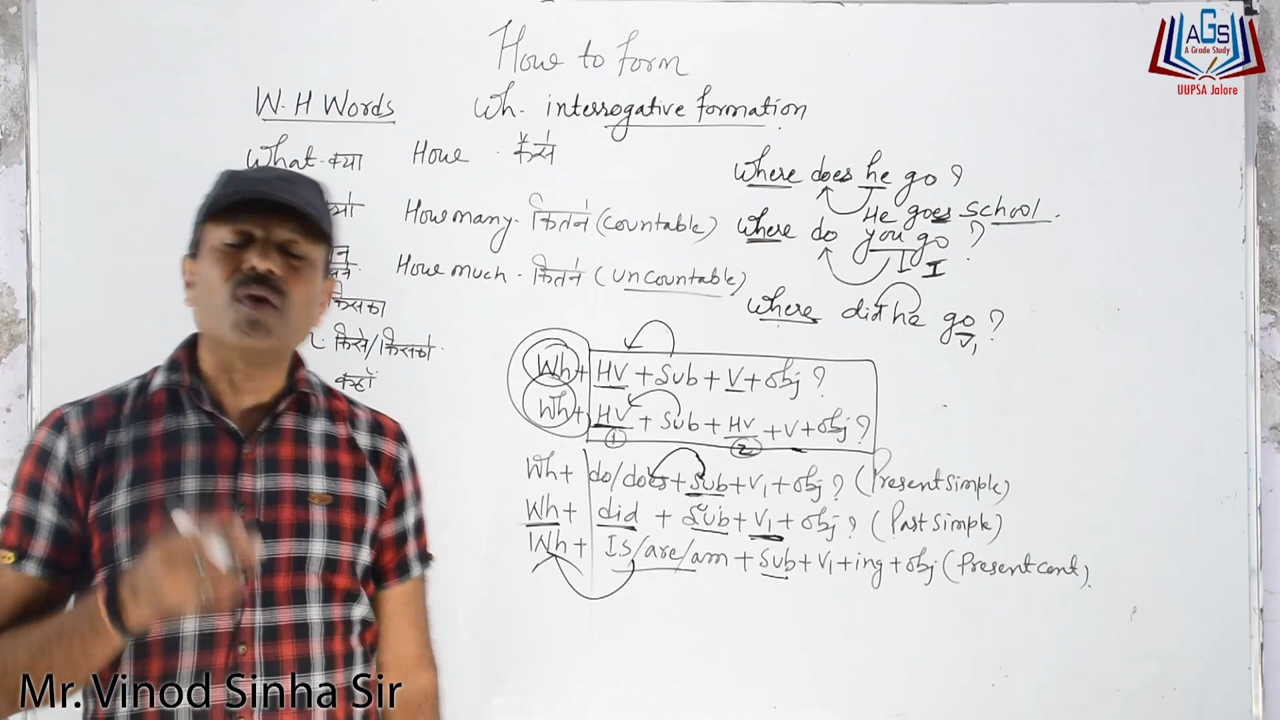 How to form
W.H Words
Wh- interrogative formation
What - क्या
How - कैसे
How many - कितने (Countable)
How much - कितने (uncountable)
किसका
किसे/किसको
कहाँ
Where does he go?
He goes school.
Where do you go?
I I
Where did he go?
V1
Wh + HV + Sub + V + obj ?
Wh + HV + Sub + HV + V + obj ?
1 2
Wh + do/does + Sub + V1 + obj ? (Present Simple)
Wh + did + Sub + V1 + obj ? (Past Simple)
Wh + Is/are/am + Sub + V1 + ing + obj (Present cont).
AGS
A Grade Study
UUPSA Jalore
Mr. Vinod Sinha Sir